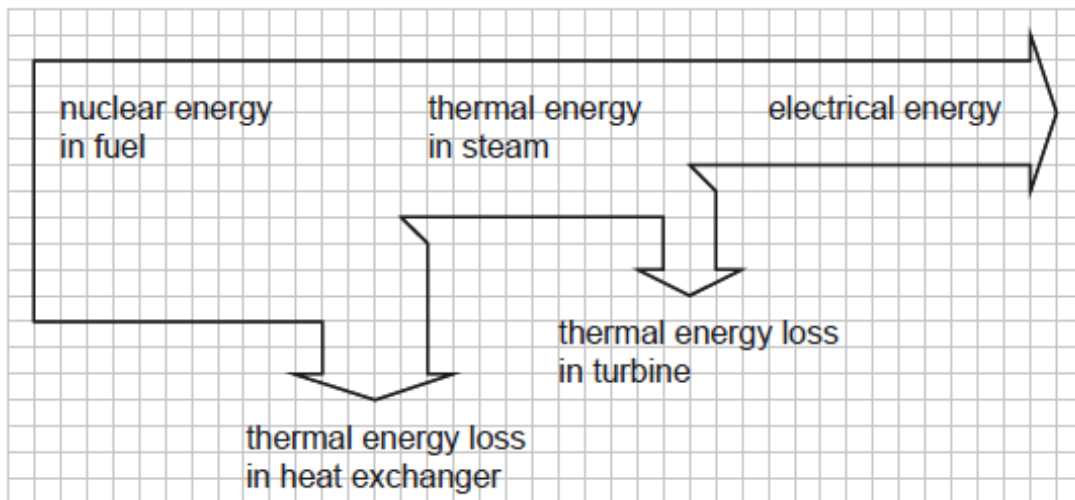 nuclear energy
in fuel
thermal energy
in steam
electrical energy
thermal energy loss
in turbine
thermal energy loss
in heat exchanger